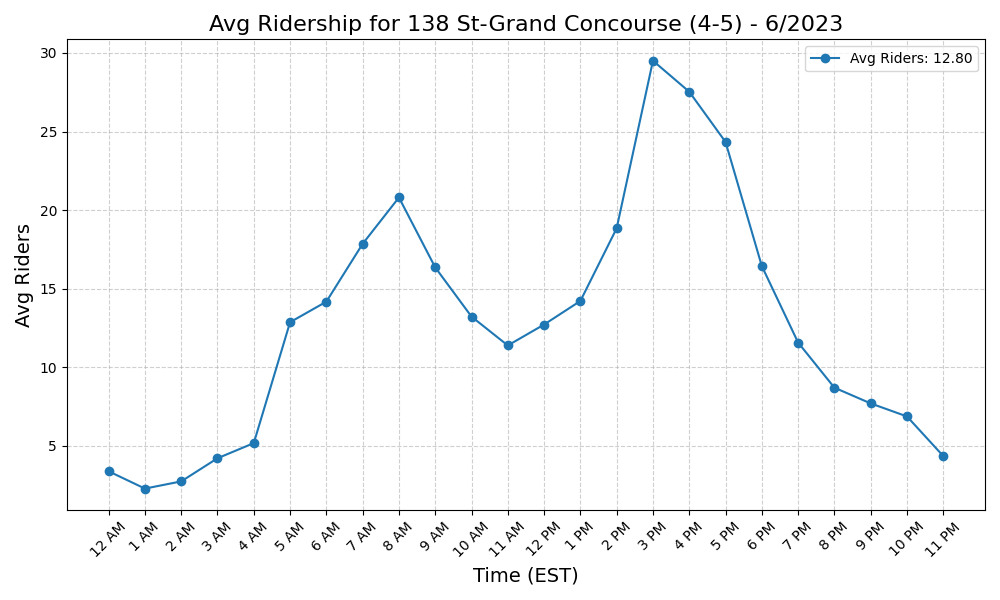 Avg Ridership for 138 St-Grand Concourse (4-5) - 6/2023
Avg Riders: 12.80
Avg Riders
30
25
20
15
10
5
12 AM
1 AM
2 AM
3 AM
4 AM
5 AM
6 AM
7 AM
8 AM
9 AM
10 AM
11 AM
12 PM
1 PM
2 PM
3 PM
4 PM
5 PM
6 PM
7 PM
8 PM
9 PM
10 PM
11 PM
Time (EST)